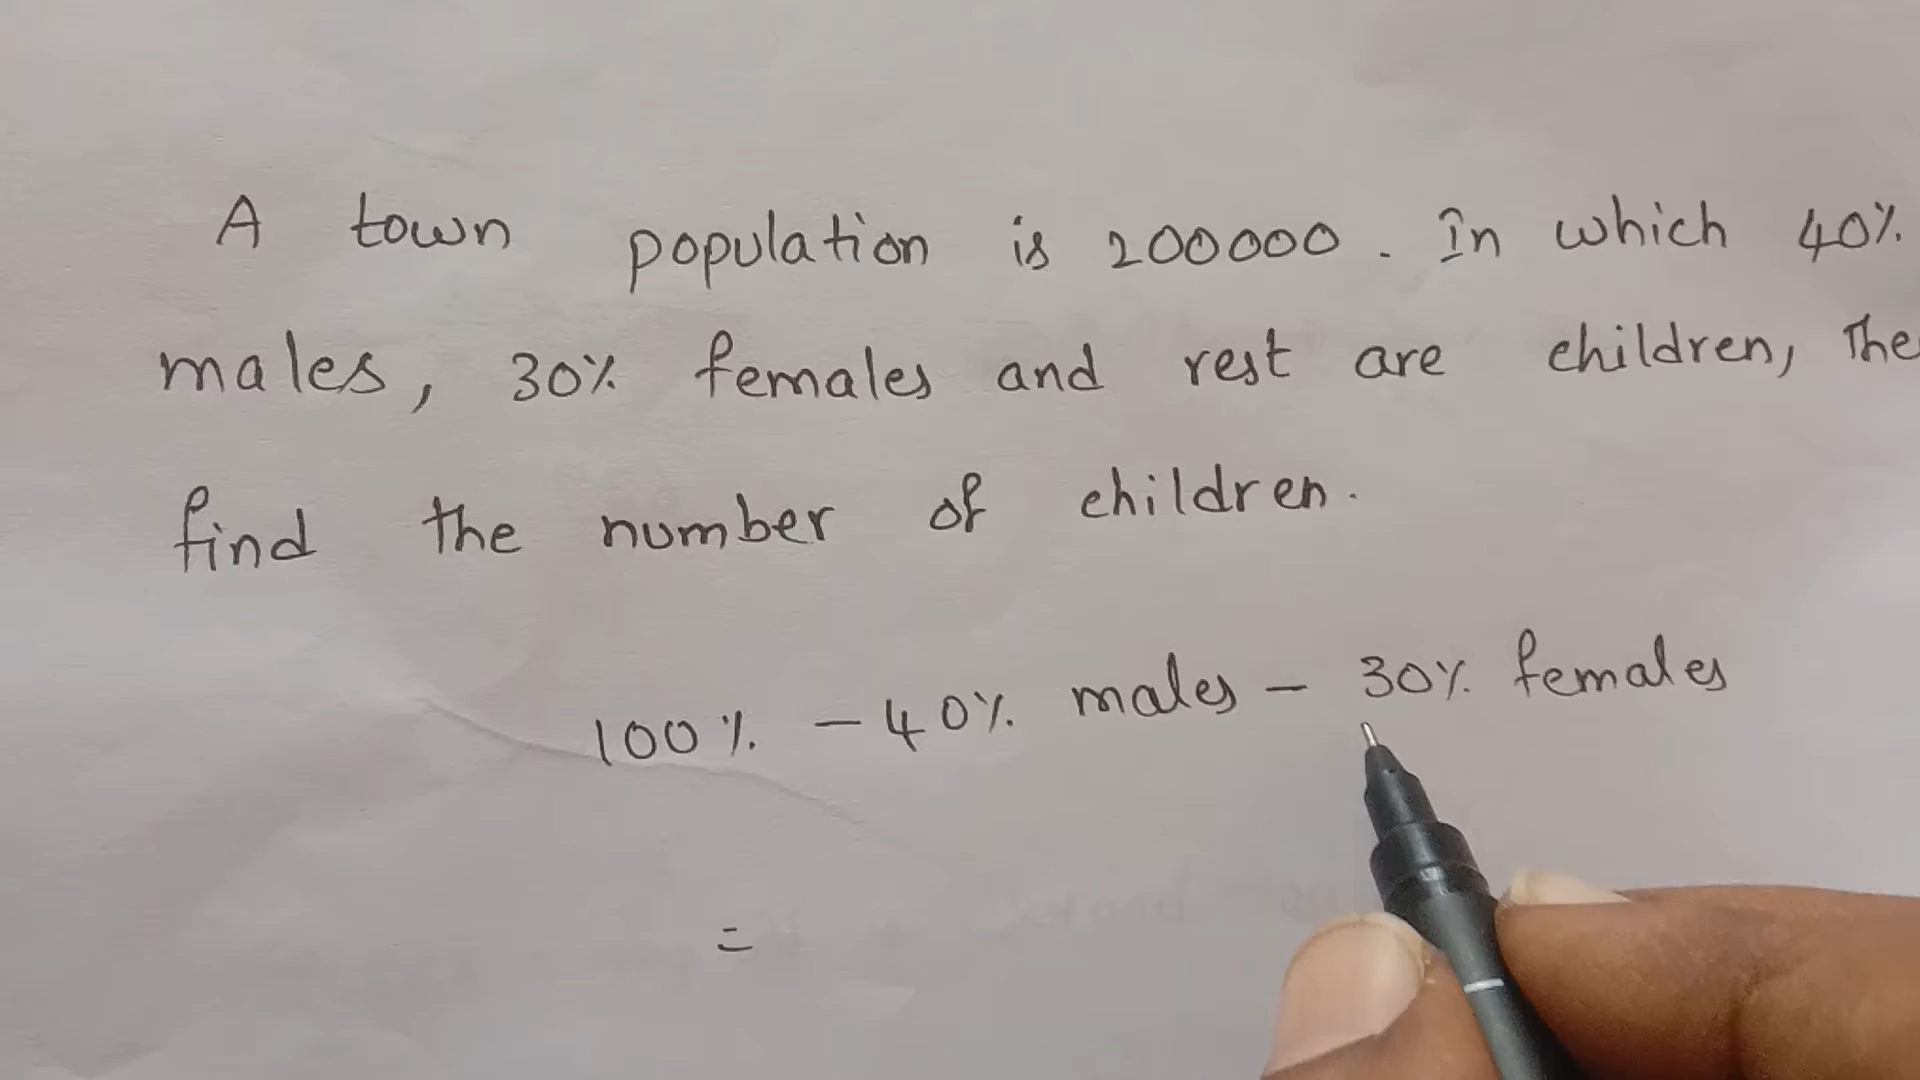 A town population is 200000. In which 40%
males, 30% females and rest are children, The
find the number of children.
100% - 40% males - 30% females
=